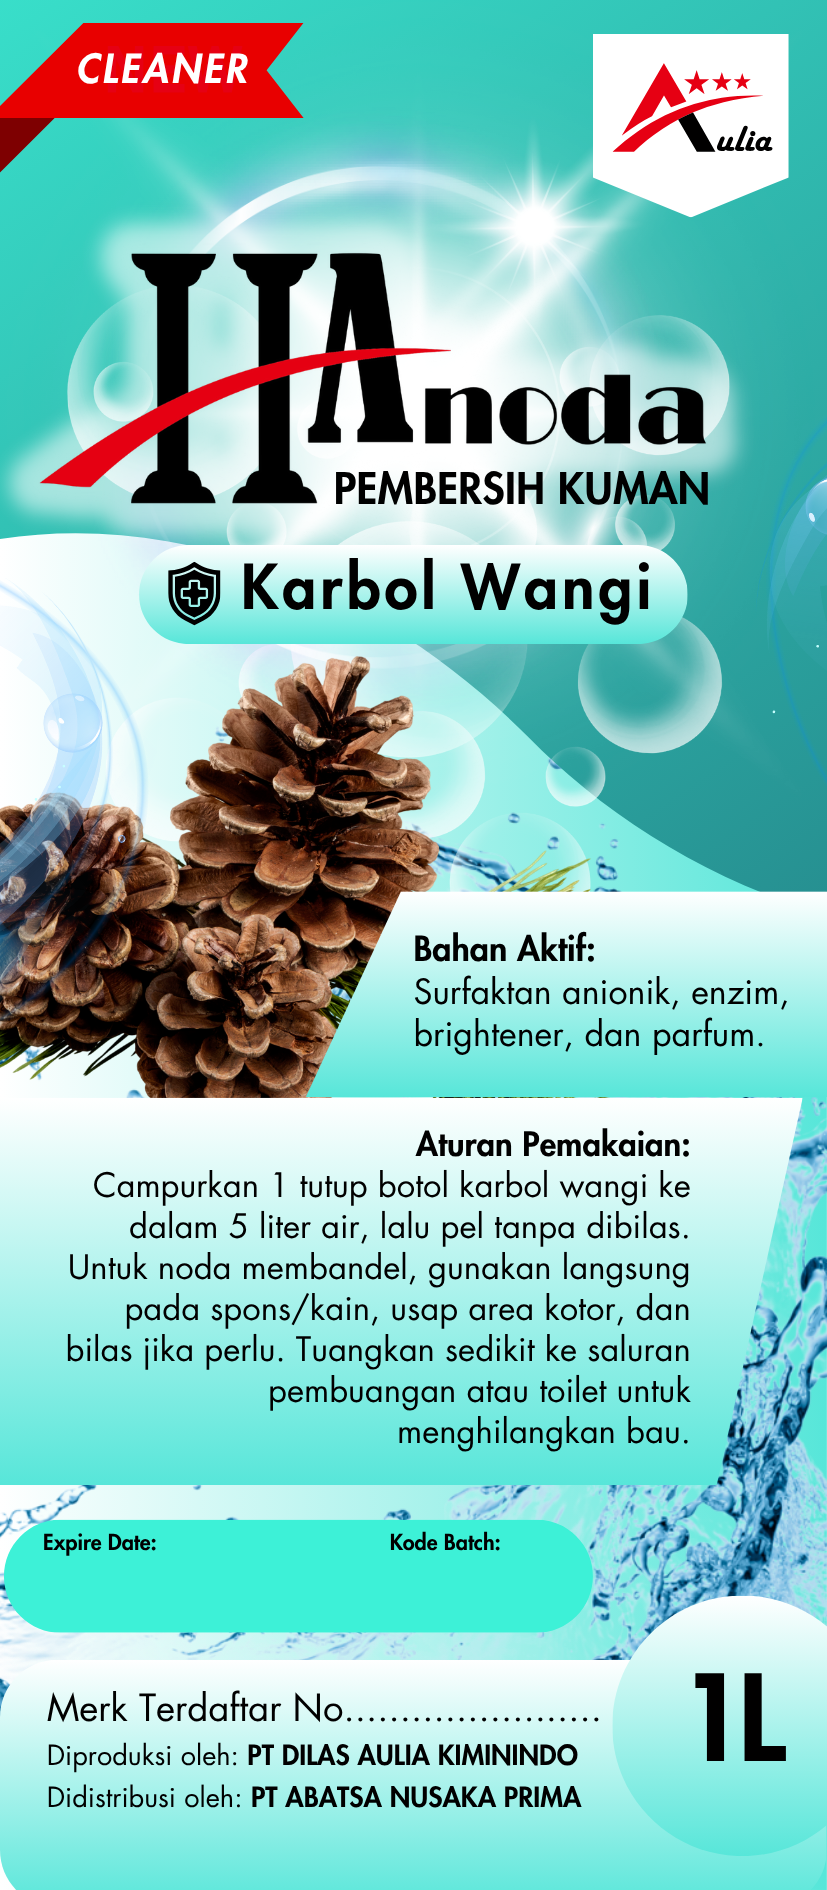 CLEANER
Aulia
HAnoda
PEMBERSIH KUMAN
Karbol Wangi
Bahan Aktif:
Surfaktan anionik, enzim,
brightener, dan parfum.
Aturan Pemakaian:
Campurkan 1 tutup botol karbol wangi ke
dalam 5 liter air, lalu pel tanpa dibilas.
Untuk noda membandel, gunakan langsung
pada spons/kain, usap area kotor, dan
bilas jika perlu. Tuangkan sedikit ke saluran
pembuangan atau toilet untuk
menghilangkan bau.
Expire Date: Kode Batch:
Merk Terdaftar No.......................
Diproduksi oleh: PT DILAS AULIA KIMININDO
Didistribusi oleh: PT ABATSA NUSAKA PRIMA
1L